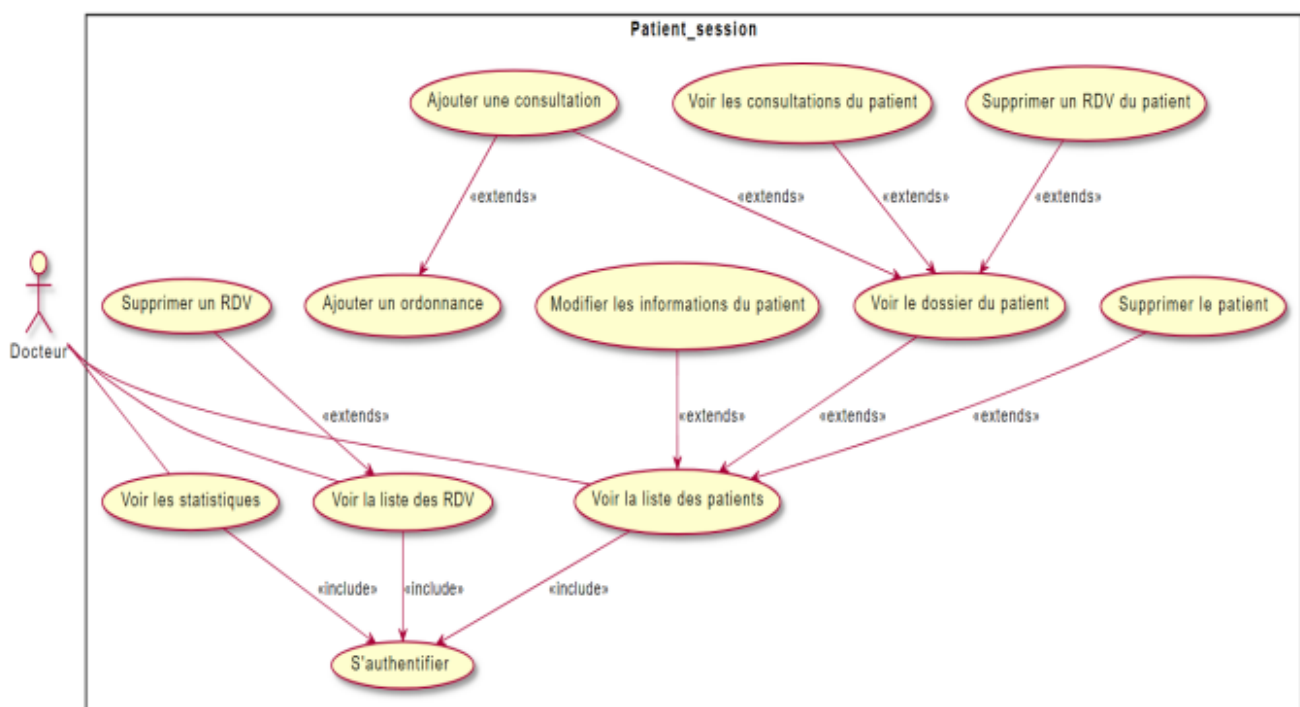 Patient_session
Ajouter une consultation
Voir les consultations du patient
Supprimer un RDV du patient
«extends»
«extends»
«extends»
«extends»
Supprimer un RDV
Ajouter un ordonnance
Modifier les informations du patient
Voir le dossier du patient
Supprimer le patient
Docteur
«extends»
«extends»
«extends»
«extends»
Voir les statistiques
Voir la liste des RDV
Voir la liste des patients
«include»
«include»
«include»
S'authentifier